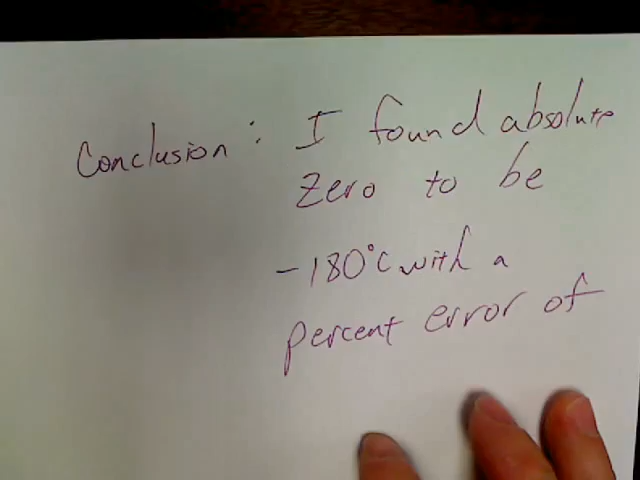 Conclusion: I found absolute
zero to be
-180°C with a
percent error of